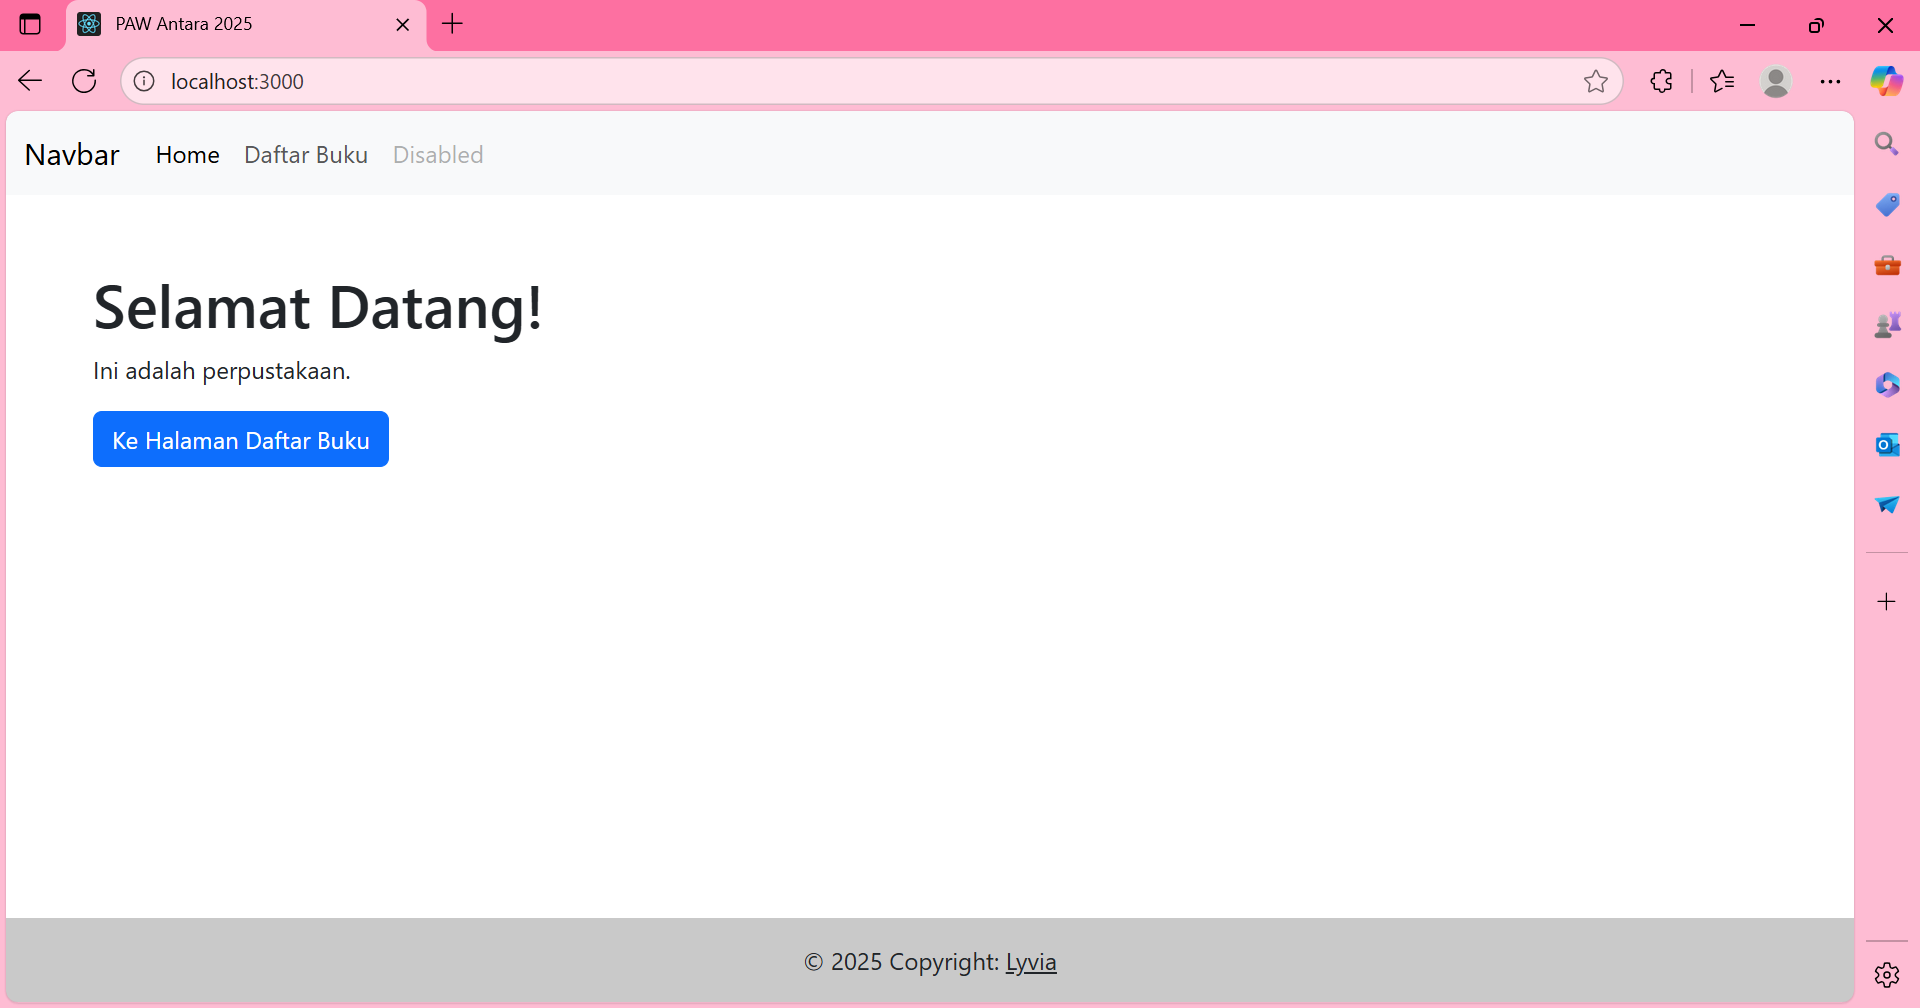 PAW Antara 2025
localhost:3000
Navbar Home Daftar Buku Disabled
Selamat Datang!
Ini adalah perpustakaan.
Ke Halaman Daftar Buku
© 2025 Copyright: Lyvia